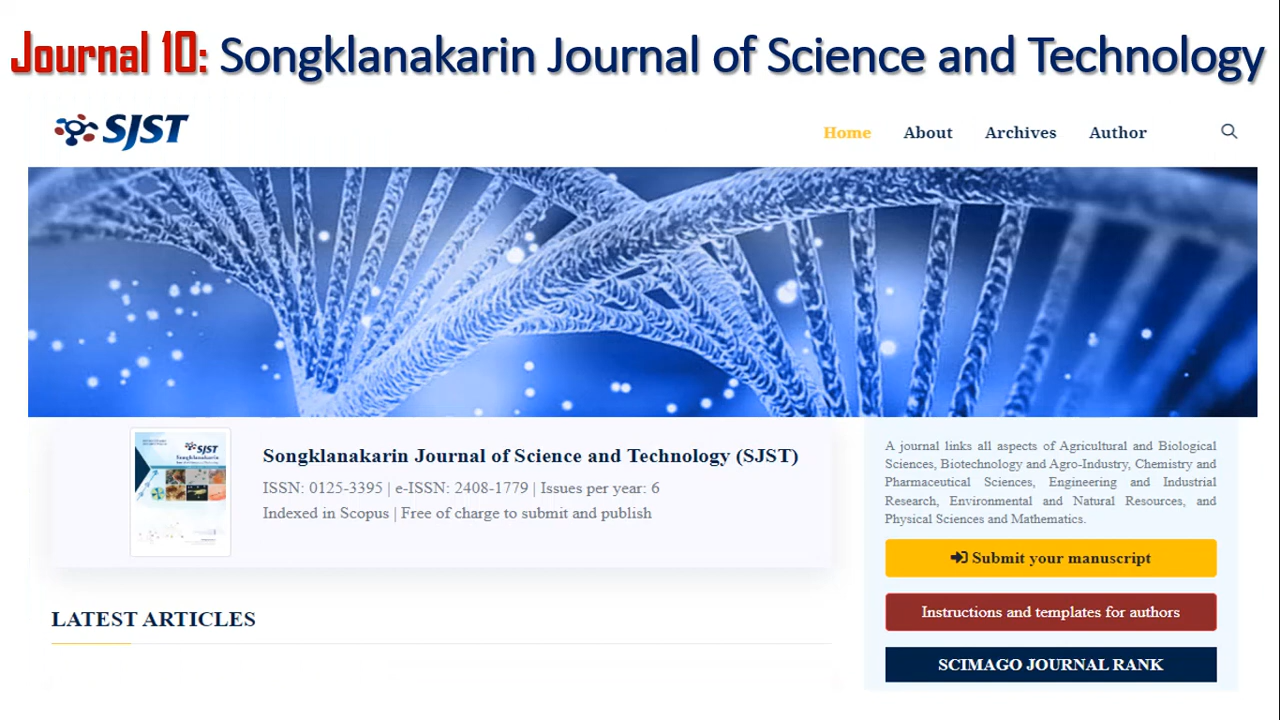 Journal 10: Songklanakarin Journal of Science and Technology
SJST
Home About Archives Author
SJST
Songklanakarin
Songklanakarin Journal of Science and Technology (SJST)
ISSN: 0125-3395 | e-ISSN: 2408-1779 | Issues per year: 6
Indexed in Scopus | Free of charge to submit and publish
LATEST ARTICLES
A journal links all aspects of Agricultural and Biological
Sciences, Biotechnology and Agro-Industry, Chemistry and
Pharmaceutical Sciences, Engineering and Industrial
Research, Environmental and Natural Resources, and
Physical Sciences and Mathematics.
Submit your manuscript
Instructions and templates for authors
SCIMAGO JOURNAL RANK